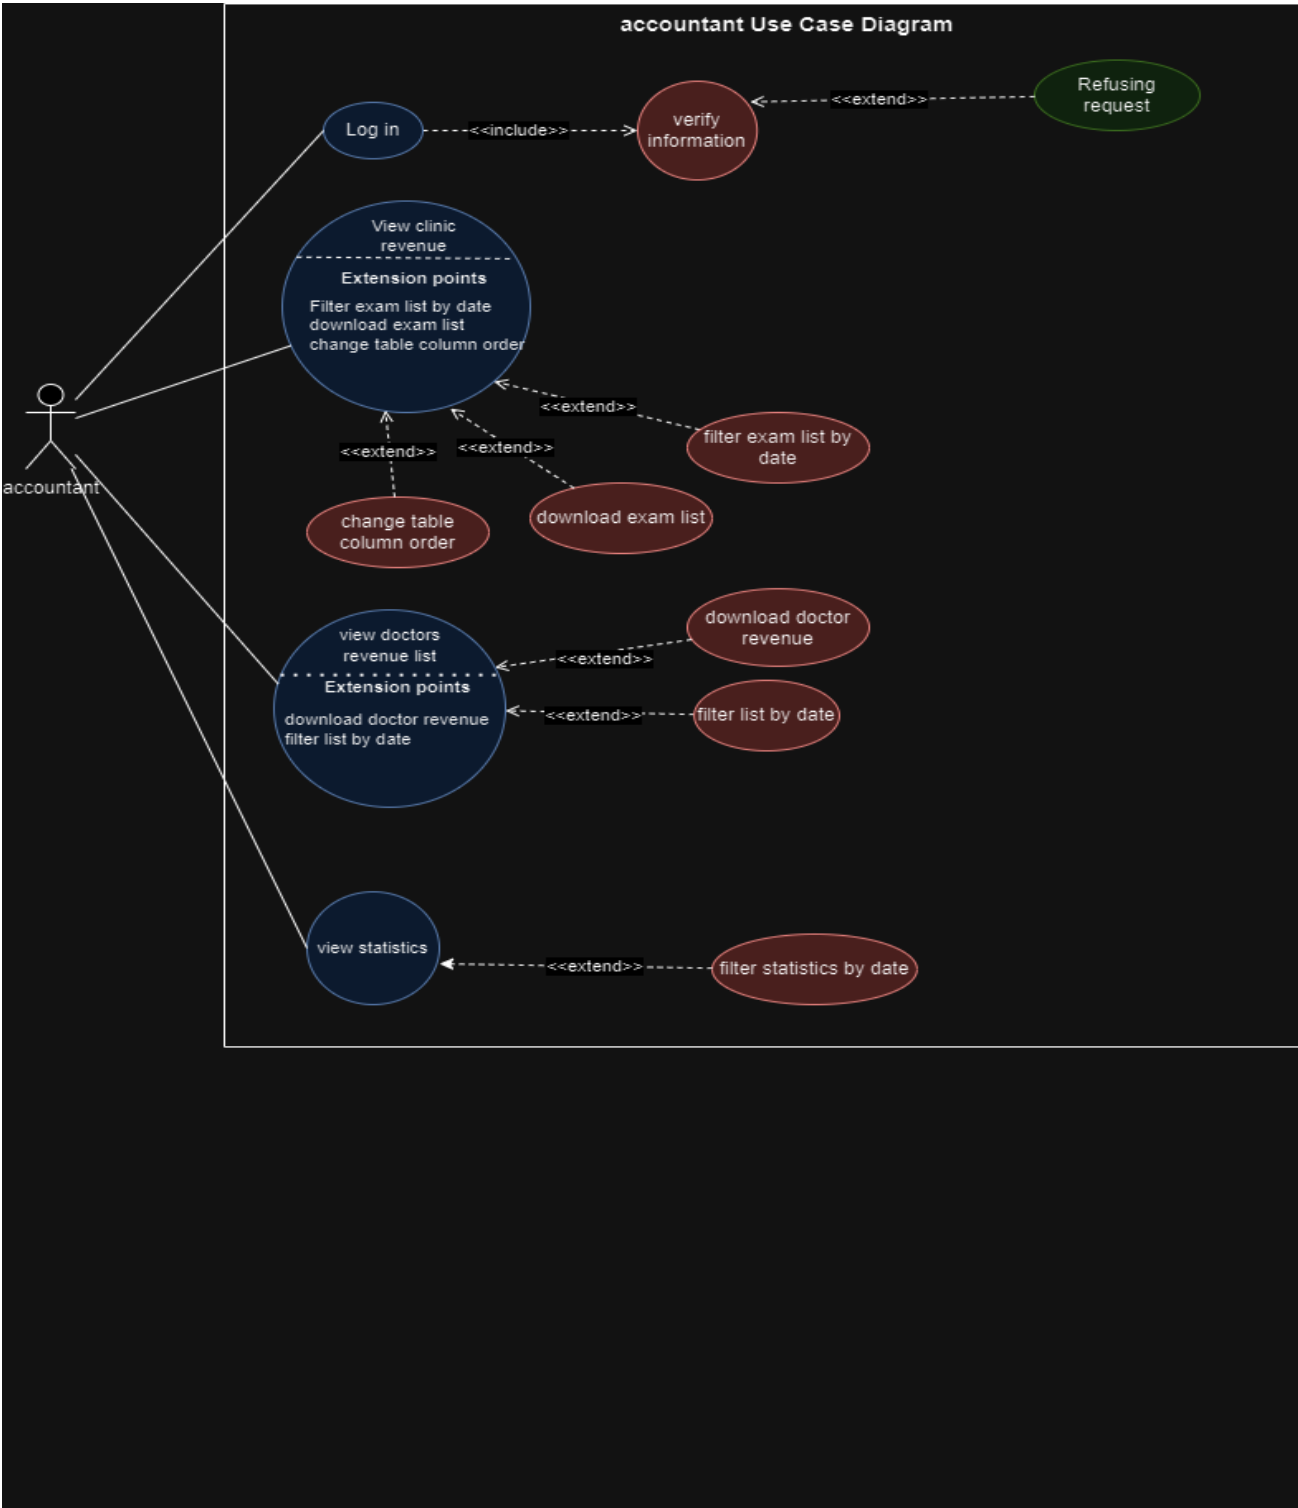 accountant Use Case Diagram
Refusing
request
<<extend>>
verify
information
Log in
<<include>>
View clinic
revenue
Extension points
Filter exam list by date
download exam list
change table column order
<<extend>>
filter exam list by
date
<<extend>>
<<extend>>
accountant
change table
column order
download exam list
download doctor
revenue
view doctors
revenue list
<<extend>>
Extension points
download doctor revenue
filter list by date
<<extend>>
filter list by date
view statistics
<<extend>>
filter statistics by date